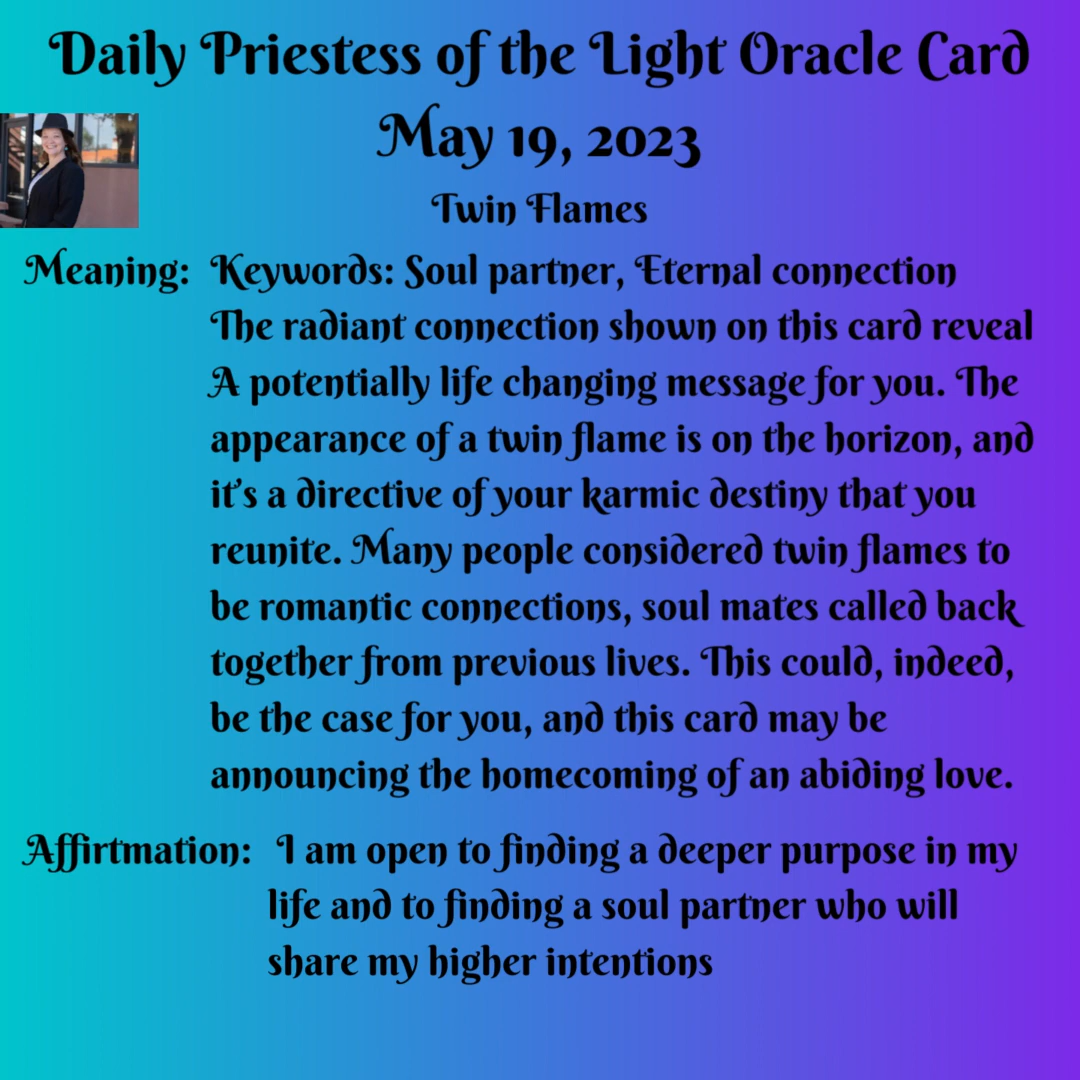 Daily Priestess of the Light Oracle Card
May 19, 2023
Twin Flames
Meaning: Keywords: Soul partner, Eternal connection
The radiant connection shown on this card reveal
A potentially life changing message for you. The
appearance of a twin flame is on the horizon, and
it's a directive of your karmic destiny that you
reunite. Many people considered twin flames to
be romantic connections, soul mates called back
together from previous lives. This could, indeed,
be the case for you, and this card may be
announcing the homecoming of an abiding love.
Affirtmation: I am open to finding a deeper purpose in my
life and to finding a soul partner who will
share my higher intentions